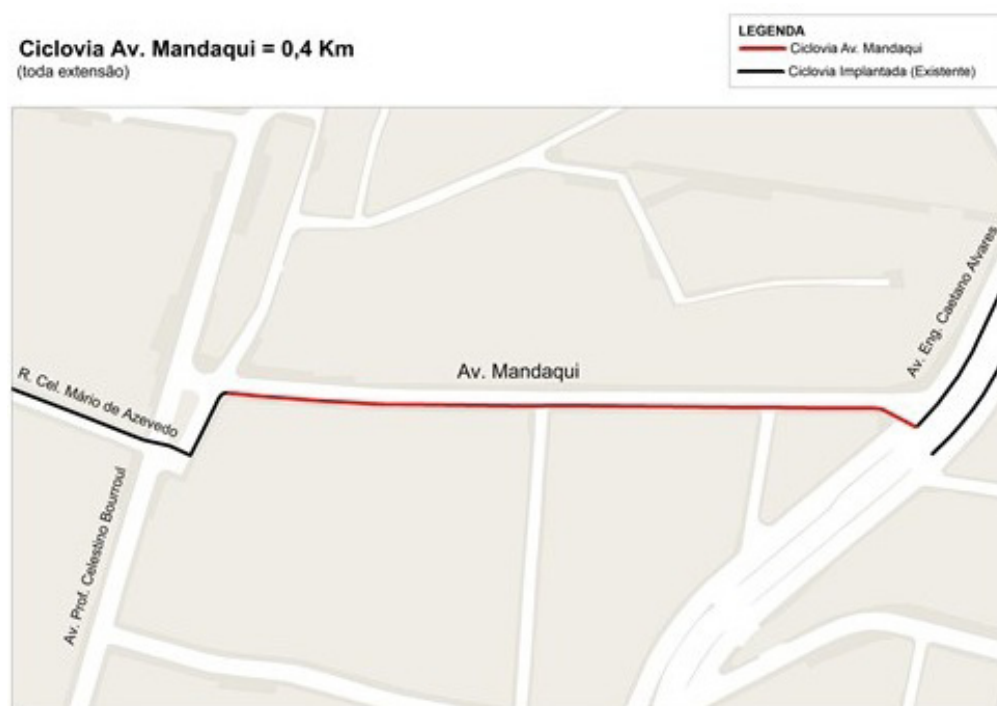 Ciclovia Av. Mandaqui = 0,4 Km
(toda extensão)
LEGENDA
Ciclovia Av. Mandaqui
Ciclovia Implantada (Existente)
Av. Eng. Caetano Alvares
Av. Mandaqui
R. Cel. Mário de Azevedo
Av. Prof. Celestino Bourroul